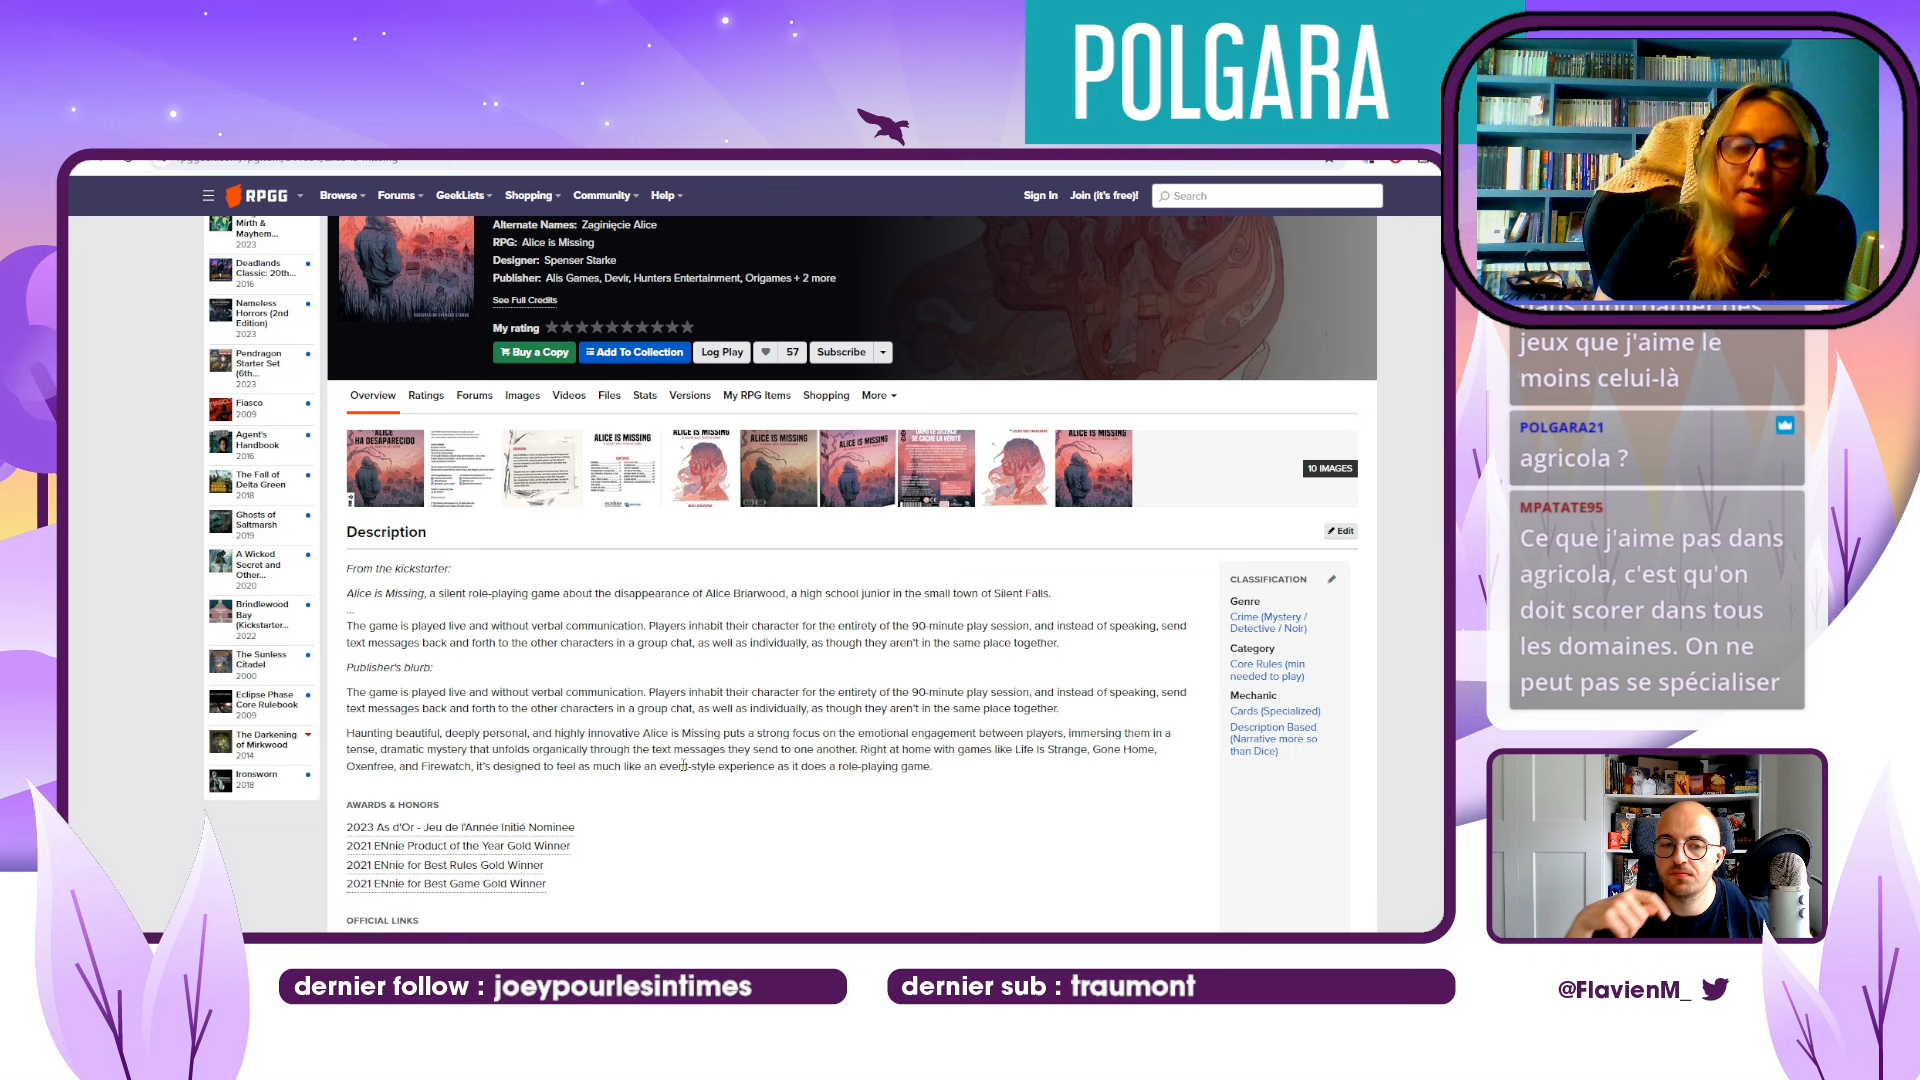 POLGARA
RPGG
Browse
Forums
GeekLists
Shopping
Community
Help
Sign In
Join (it's free!)
Search
Mirth &
Mayhem...
2023
Deadlands
Classic: 20th...
2016
Nameless
Horrors (2nd
Edition)
2023
Pendragon
Starter Set
(6th...
2023
Fiasco
2009
Agent's
Handbook
2016
The Fall of
Delta Green
2018
Ghosts of
Saltmarsh
2019
A Wicked
Secret and
Other...
2020
Brindlewood
Bay
(Kickstarter...
2022
The Sunless
Citadel
2000
Eclipse Phase
Core Rulebook
2009
The Darkening
of Mirkwood
2014
Ironsworn
2018
Alternate Names: Zaginięcie Alice
RPG: Alice is Missing
Designer: Spenser Starke
Publisher: Alis Games, Devir, Hunters Entertainment, Origames + 2 more
See Full Credits
My rating
Buy a Copy
Add To Collection
Log Play
57
Subscribe
Overview
Ratings
Forums
Images
Videos
Files
Stats
Versions
My RPG Items
Shopping
More
ALICE
HA DESAPARECIDO
ALICE IS MISSING
ALICE IS MISSING
ALICE IS MISSING
SE CACHE LA VÉRITÉ
ALICE IS MISSING
10 IMAGES
Description
Edit
From the kickstarter:
Alice is Missing, a silent role-playing game about the disappearance of Alice Briarwood, a high school junior in the small town of Silent Falls.
...
The game is played live and without verbal communication. Players inhabit their character for the entirety of the 90-minute play session, and instead of speaking, send
text messages back and forth to the other characters in a group chat, as well as individually, as though they aren't in the same place together.
Publisher's blurb:
The game is played live and without verbal communication. Players inhabit their character for the entirety of the 90-minute play session, and instead of speaking, send
text messages back and forth to the other characters in a group chat, as well as individually, as though they aren't in the same place together.
Haunting beautiful, deeply personal, and highly innovative Alice is Missing puts a strong focus on the emotional engagement between players, immersing them in a
tense, dramatic mystery that unfolds organically through the text messages they send to one another. Right at home with games like Life Is Strange, Gone Home,
Oxenfree, and Firewatch, it's designed to feel as much like an event-style experience as it does a role-playing game.
AWARDS & HONORS
2023 As d'Or - Jeu de l'Année Initié Nominee
2021 ENnie Product of the Year Gold Winner
2021 ENnie for Best Rules Gold Winner
2021 ENnie for Best Game Gold Winner
OFFICIAL LINKS
CLASSIFICATION
Genre
Crime (Mystery /
Detective / Noir)
Category
Core Rules (min
needed to play)
Mechanic
Cards (Specialized)
Description Based
(Narrative more so
than Dice)
jeux que j'aime le
moins celui-là
POLGARA21
agricola ?
MPATATE95
Ce que j'aime pas dans
agricola, c'est qu'on
doit scorer dans tous
les domaines. On ne
peut pas se spécialiser
dernier follow : joeypourlesintimes
dernier sub : traumont
@FlavienM_